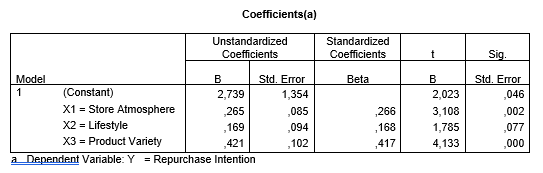 Coefficients(a)
Unstandardized Coefficients Standardized Coefficients t Sig.
Model B Std. Error Beta B Std. Error
1 (Constant) 2,739 1,354 2,023 ,046
X1 = Store Atmosphere ,265 ,085 ,266 3,108 ,002
X2 = Lifestyle ,169 ,094 ,168 1,785 ,077
X3 = Product Variety ,421 ,102 ,417 4,133 ,000
a Dependent Variable: Y = Repurchase Intention